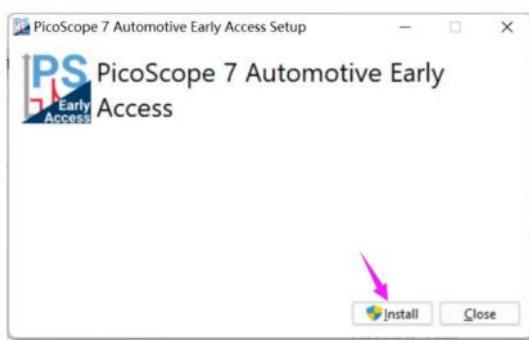 PicoScope 7 Automotive Early Access Setup
PS
Early
Access
PicoScope 7 Automotive Early
Access
Install
Close